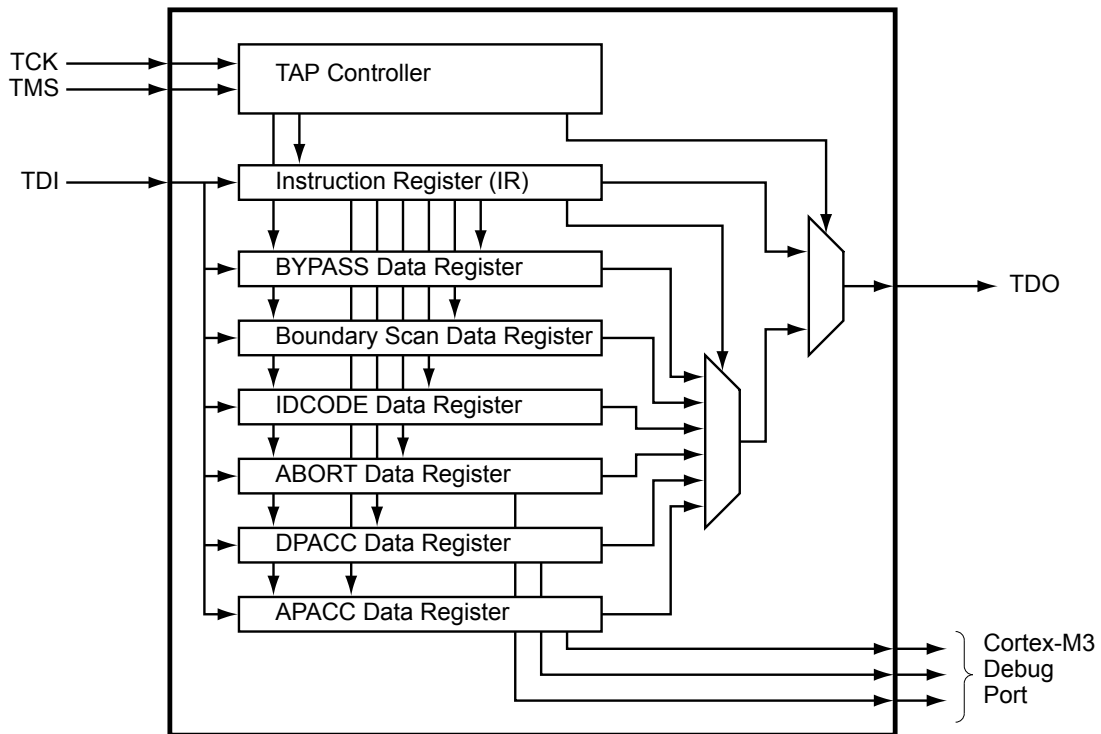 TCK
TMS
TAP Controller
TDI
Instruction Register (IR)
BYPASS Data Register
TDO
Boundary Scan Data Register
IDCODE Data Register
ABORT Data Register
DPACC Data Register
APACC Data Register
Cortex-M3
Debug
Port